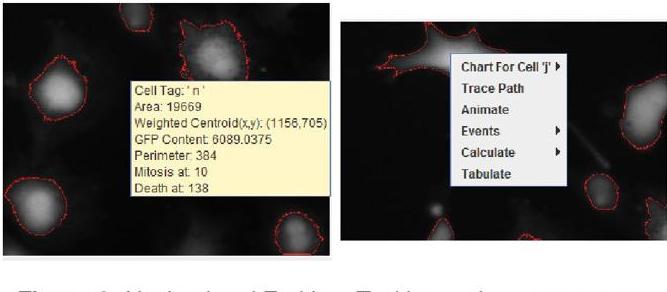 Cell Tag: ' n '
Area: 19669
Weighted Centroid(x,y): (1156,705)
GFP Content: 6089.0375
Perimeter: 384
Mitosis at: 10
Death at: 138
Chart For Cell 'j'
Trace Path
Animate
Events
Calculate
Tabulate